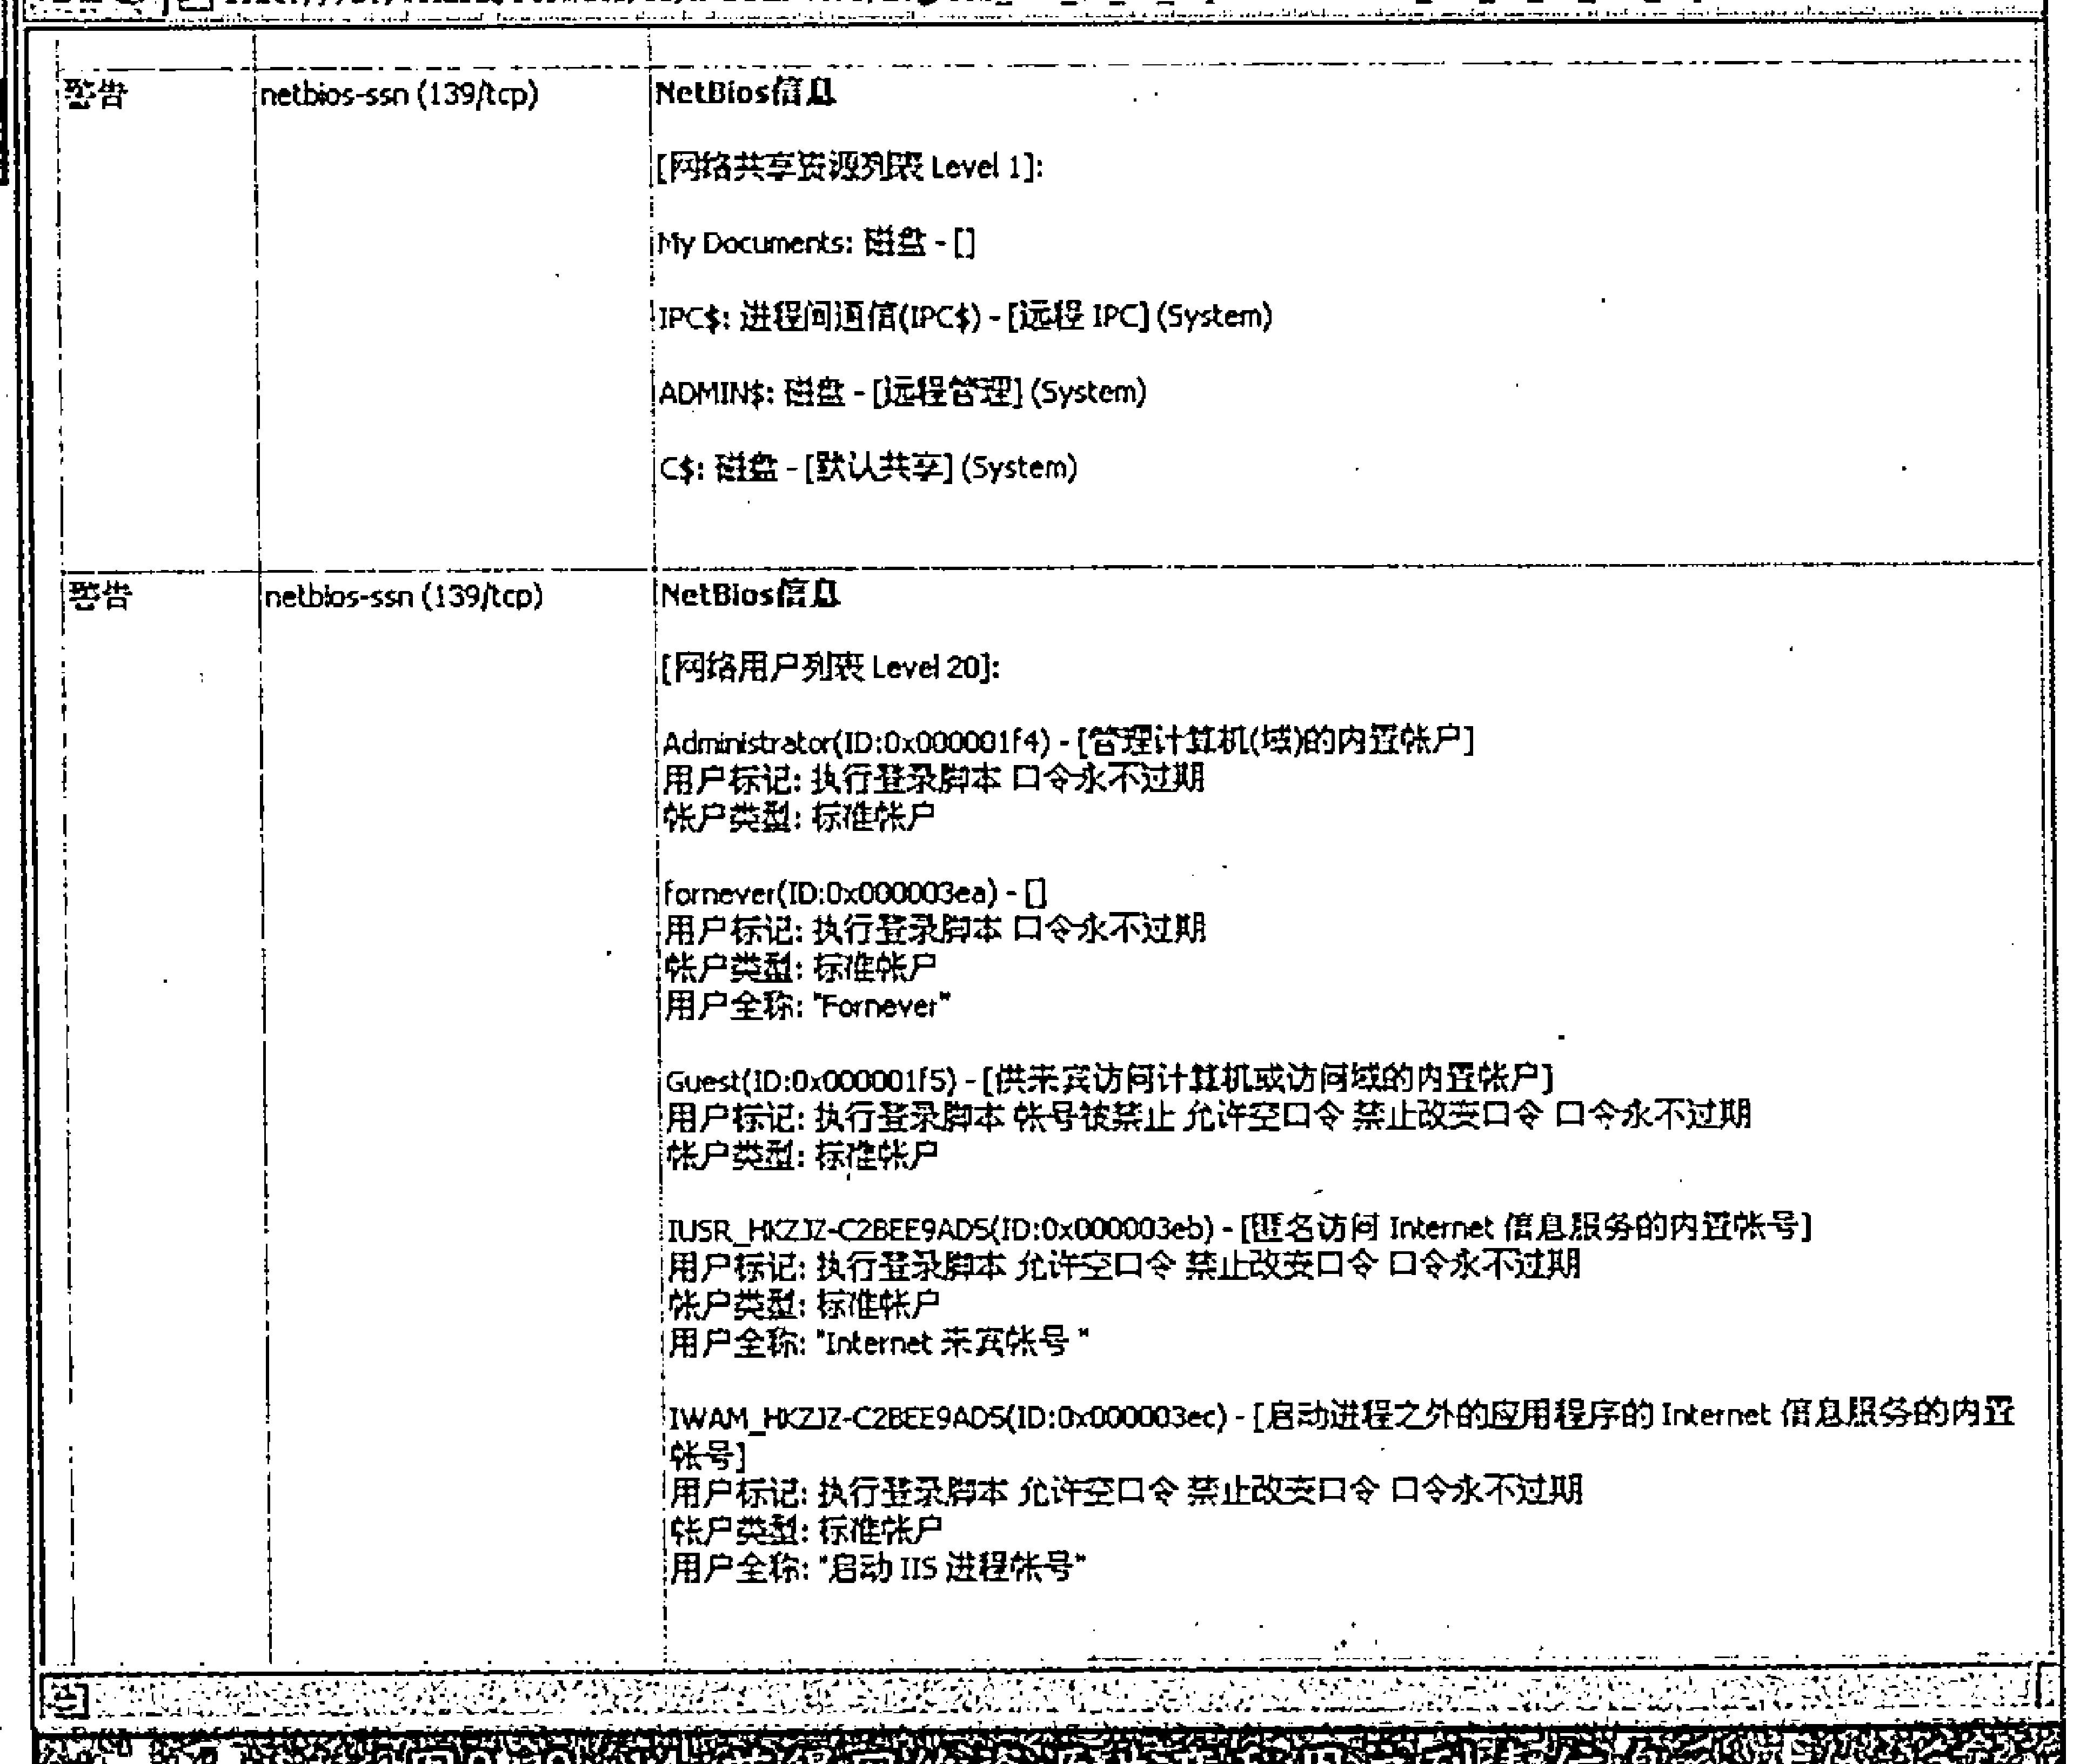 警告 netbios-ssn (139/tcp) NetBios信息
[网络共享资源列表 Level 1]:
My Documents: 磁盘 - []
IPC$: 进程间通信(IPC$) - [远程 IPC] (System)
ADMIN$: 磁盘 - [远程管理] (System)
C$: 磁盘 - [默认共享] (System)
警告 netbios-ssn (139/tcp) NetBios信息
[网络用户列表 Level 20]:
Administrator(ID:0x000001f4) - [管理计算机(域)的内置帐户]
用户标记: 执行登录脚本 口令永不过期
帐户类型: 标准帐户
fornever(ID:0x000003ea) - []
用户标记: 执行登录脚本 口令永不过期
帐户类型: 标准帐户
用户全称: "Fornever"
Guest(ID:0x000001f5) - [供来宾访问计算机或访问域的内置帐户]
用户标记: 执行登录脚本 帐号被禁止 允许空口令 禁止改变口令 口令永不过期
帐户类型: 标准帐户
IUSR_HKZJZ-C2BEE9AD5(ID:0x000003eb) - [匿名访问 Internet 信息服务的内置帐号]
用户标记: 执行登录脚本 允许空口令 禁止改变口令 口令永不过期
帐户类型: 标准帐户
用户全称: "Internet 来宾帐号 "
IWAM_HKZJZ-C2BEE9AD5(ID:0x000003ec) - [启动进程之外的应用程序的 Internet 信息服务的内置
帐号]
用户标记: 执行登录脚本 允许空口令 禁止改变口令 口令永不过期
帐户类型: 标准帐户
用户全称: "启动 IIS 进程帐号"